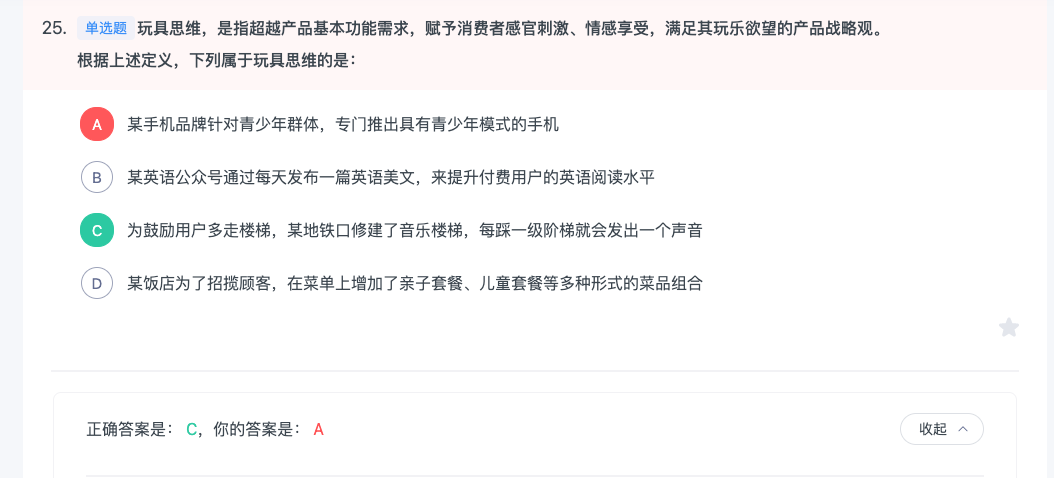 25. 单选题 玩具思维，是指超越产品基本功能需求，赋予消费者感官刺激、情感享受，满足其玩乐欲望的产品战略观。
根据上述定义，下列属于玩具思维的是：
A 某手机品牌针对青少年群体，专门推出具有青少年模式的手机
B 某英语公众号通过每天发布一篇英语美文，来提升付费用户的英语阅读水平
C 为鼓励用户多走楼梯，某地铁口修建了音乐楼梯，每踩一级阶梯就会发出一个声音
D 某饭店为了招揽顾客，在菜单上增加了亲子套餐、儿童套餐等多种形式的菜品组合
正确答案是： C，你的答案是： A
收起